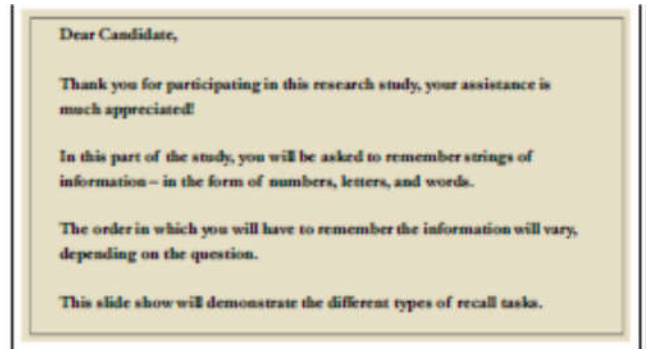 Dear Candidate,
Thank you for participating in this research study, your assistance is
much appreciated!
In this part of the study, you will be asked to remember strings of
information – in the form of numbers, letters, and words.
The order in which you will have to remember the information will vary,
depending on the question.
This slide show will demonstrate the different types of recall tasks.